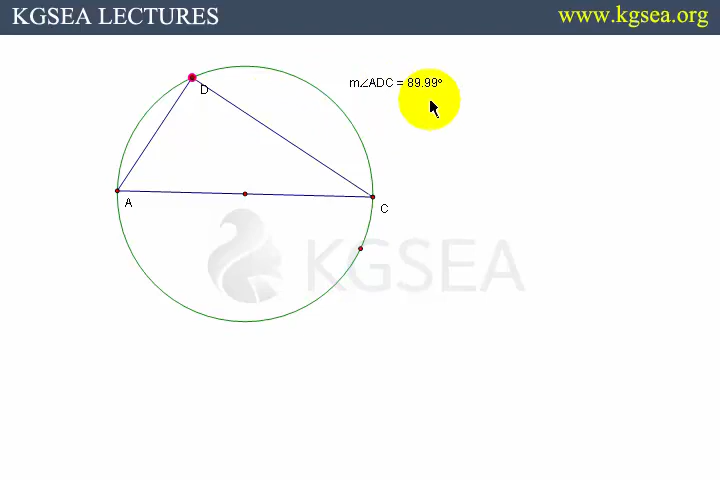 KGSEA LECTURES
www.kgsea.org
m∠ADC = 89.99°
D
A
C
KGSEA